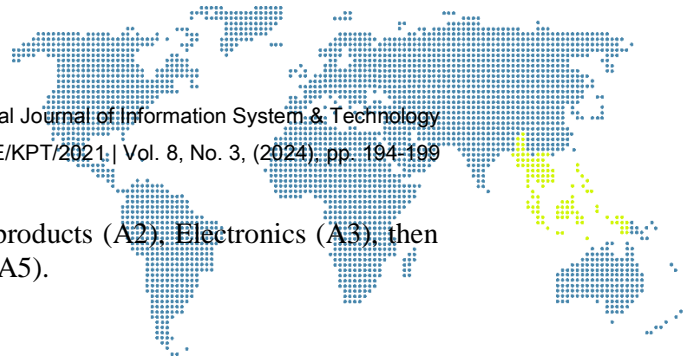 al Journal of Information System & Technology
E/KPT/2021 | Vol. 8, No. 3, (2024), pp. 194-199
products (A2), Electronics (A3), then
A5).